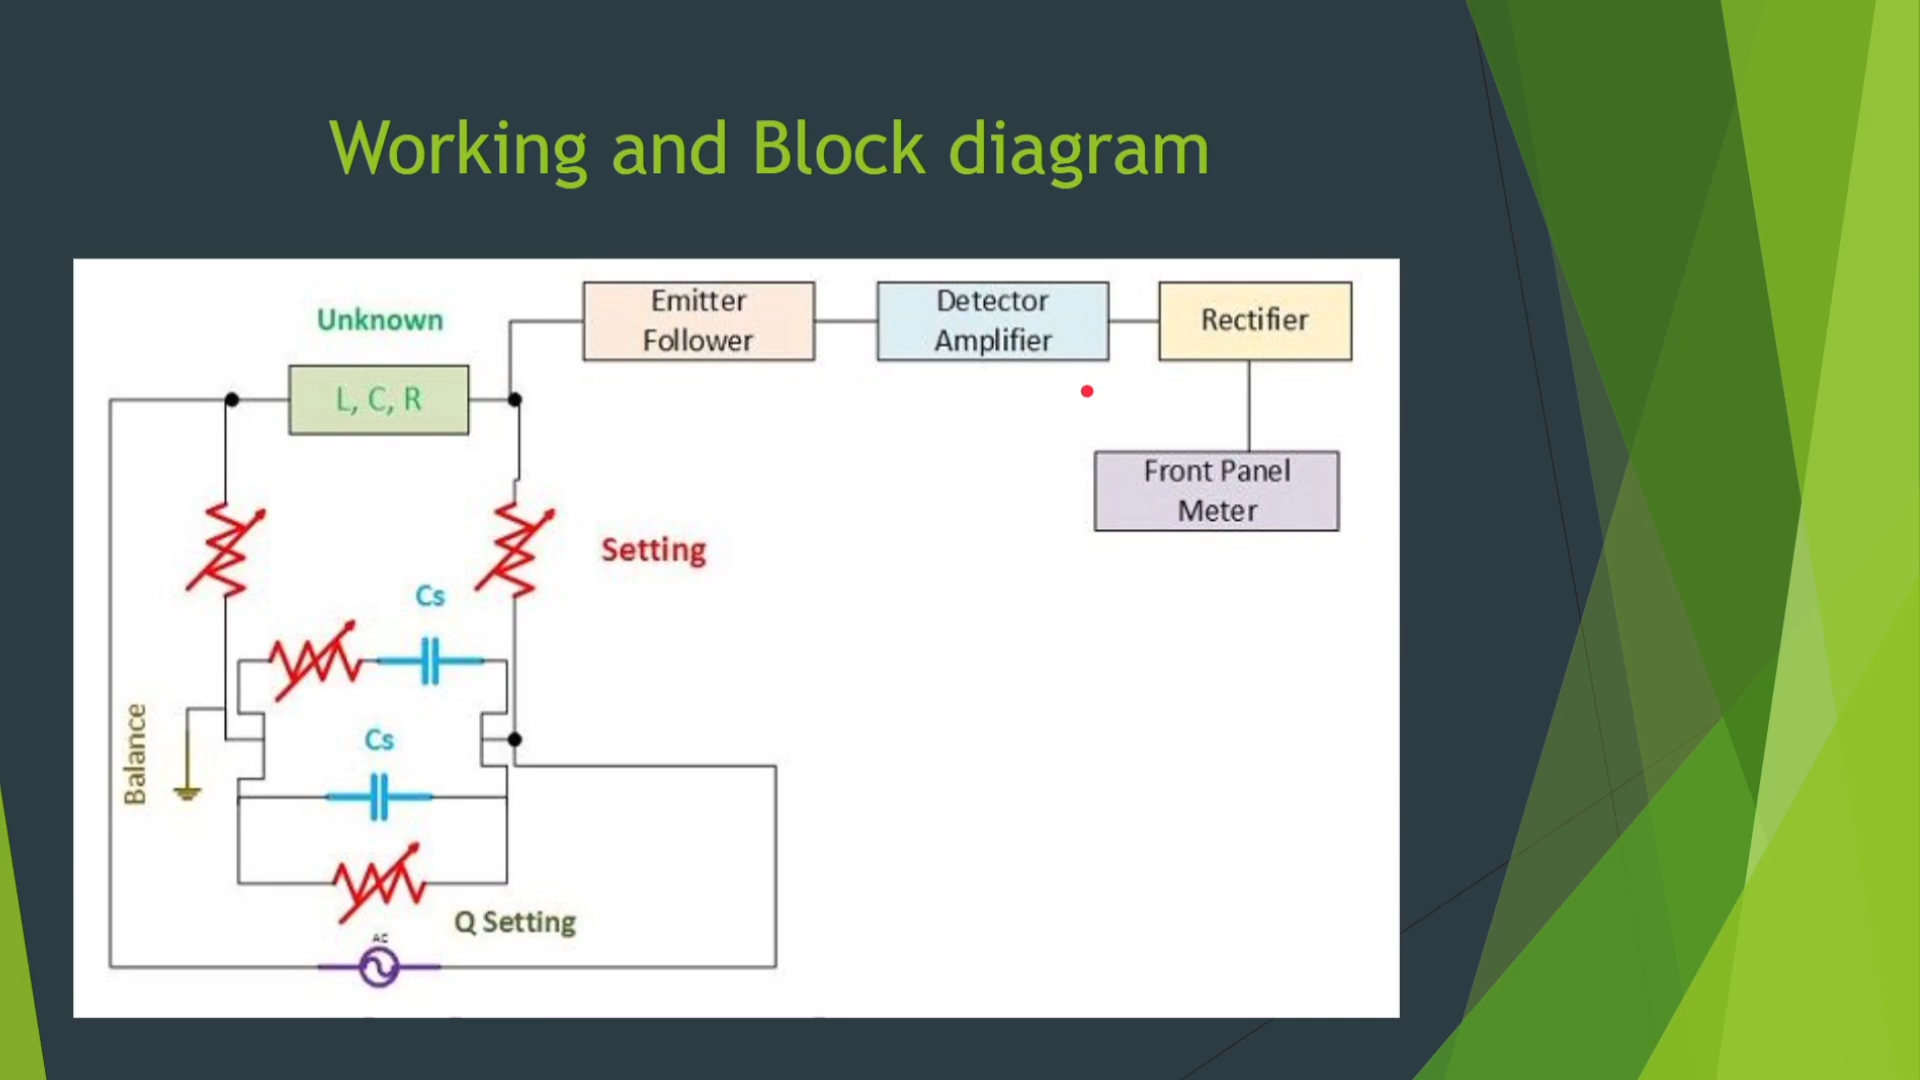 Working and Block diagram
Unknown
L, C, R
Emitter
Follower
Detector
Amplifier
Rectifier
Front Panel
Meter
Setting
Cs
Cs
Balance
Q Setting
AC